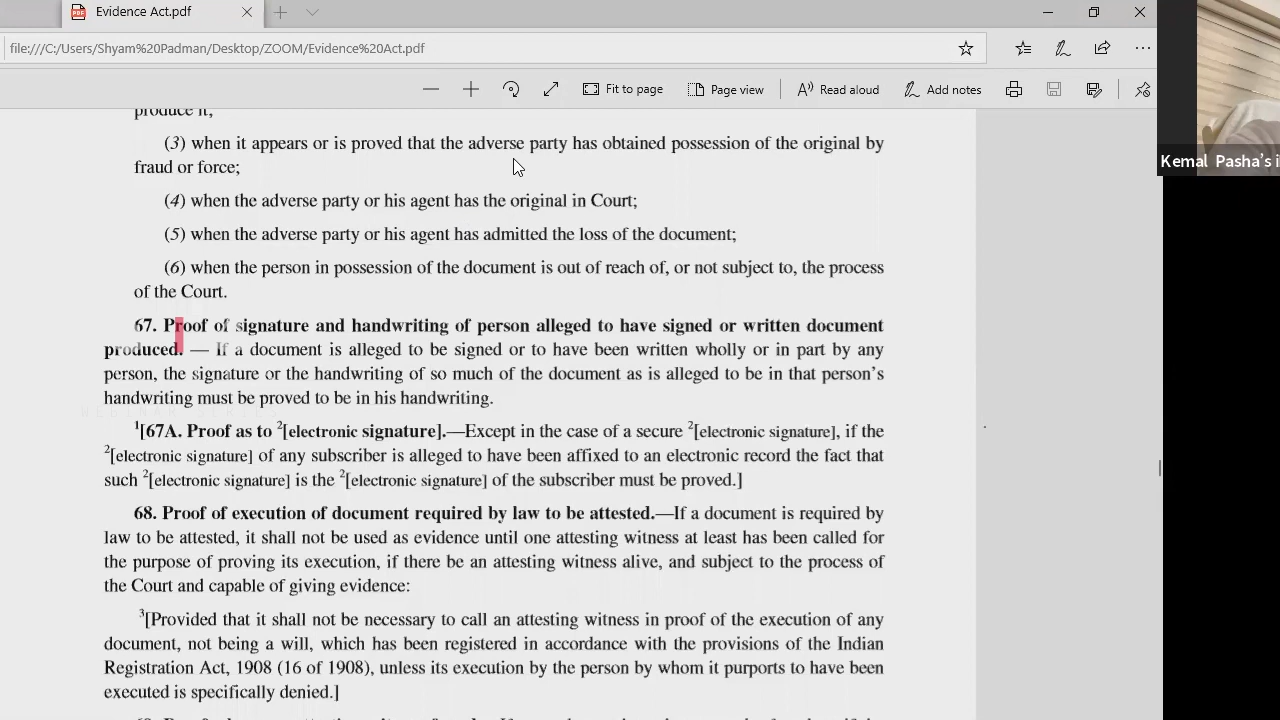 Evidence Act.pdf
file:///C:/Users/Shyam%20Padman/Desktop/ZOOM/Evidence%20Act.pdf
Fit to page
Page view
Read aloud
Add notes
Kemal Pasha's i
produce it;
(3) when it appears or is proved that the adverse party has obtained possession of the original by
fraud or force;
(4) when the adverse party or his agent has the original in Court;
(5) when the adverse party or his agent has admitted the loss of the document;
(6) when the person in possession of the document is out of reach of, or not subject to, the process
of the Court.
67. Proof of signature and handwriting of person alleged to have signed or written document
produced. — If a document is alleged to be signed or to have been written wholly or in part by any
person, the signature or the handwriting of so much of the document as is alleged to be in that person's
handwriting must be proved to be in his handwriting.
1[67A. Proof as to 2[electronic signature].—Except in the case of a secure 2[electronic signature], if the
2[electronic signature] of any subscriber is alleged to have been affixed to an electronic record the fact that
such 2[electronic signature] is the 2[electronic signature] of the subscriber must be proved.]
68. Proof of execution of document required by law to be attested.—If a document is required by
law to be attested, it shall not be used as evidence until one attesting witness at least has been called for
the purpose of proving its execution, if there be an attesting witness alive, and subject to the process of
the Court and capable of giving evidence:
3[Provided that it shall not be necessary to call an attesting witness in proof of the execution of any
document, not being a will, which has been registered in accordance with the provisions of the Indian
Registration Act, 1908 (16 of 1908), unless its execution by the person by whom it purports to have been
executed is specifically denied.]